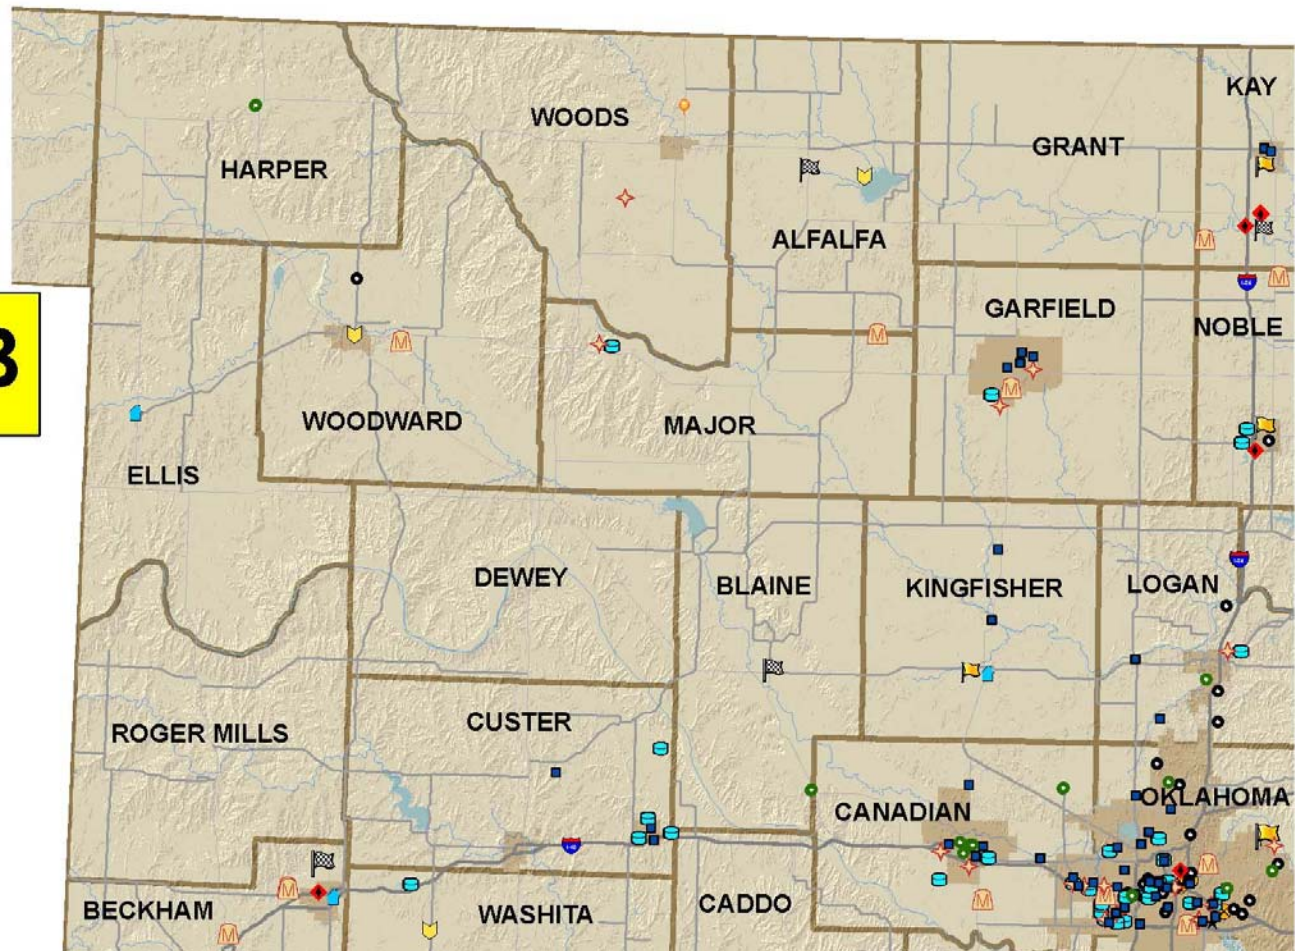 KAY
WOODS
GRANT
HARPER
ALFALFA
GARFIELD
NOBLE
3
WOODWARD
MAJOR
ELLIS
DEWEY
BLAINE
KINGFISHER
LOGAN
ROGER MILLS
CUSTER
CANADIAN
OKLAHOMA
BECKHAM
WASHITA
CADDO
M
M
M
M
M
M
M
M
M
M
M